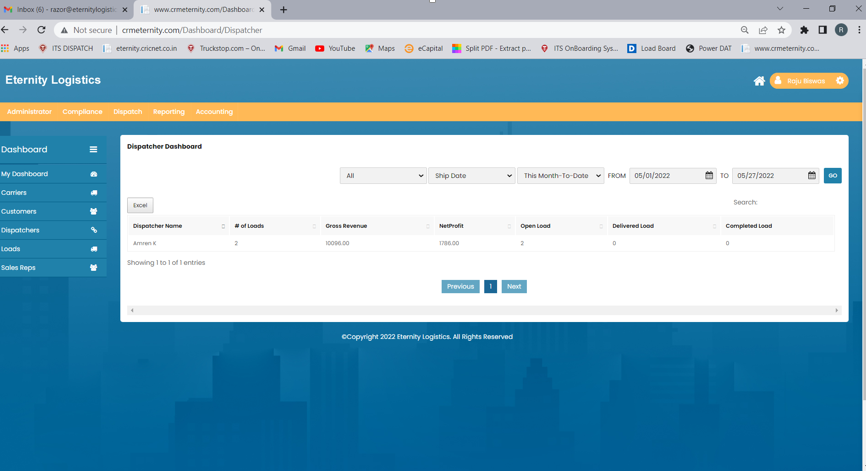 Inbox (6) - razor@eternitylogistic
www.crmeternity.com/Dashboar
Not secure | crmeternity.com/Dashboard/Dispatcher
R
Apps ITS DISPATCH eternity.cricnet.co.in Truckstop.com – On... Gmail YouTube Maps eCapital Split PDF - Extract p... ITS OnBoarding Sys... Load Board Power DAT www.crmeternity.co...
Eternity Logistics
Raju Biswas
Administrator Compliance Dispatch Reporting Accounting
Dashboard
My Dashboard
Carriers
Customers
Dispatchers
Loads
Sales Reps
Dispatcher Dashboard
All Ship Date This Month-To-Date FROM 05/01/2022 TO 05/27/2022 GO
Excel
Search:
Dispatcher Name # of Loads Gross Revenue NetProfit Open Load Delivered Load Completed Load
Amren K 2 10096.00 1786.00 2 0 0
Showing 1 to 1 of 1 entries
Previous 1 Next
©Copyright 2022 Eternity Logistics. All Rights Reserved